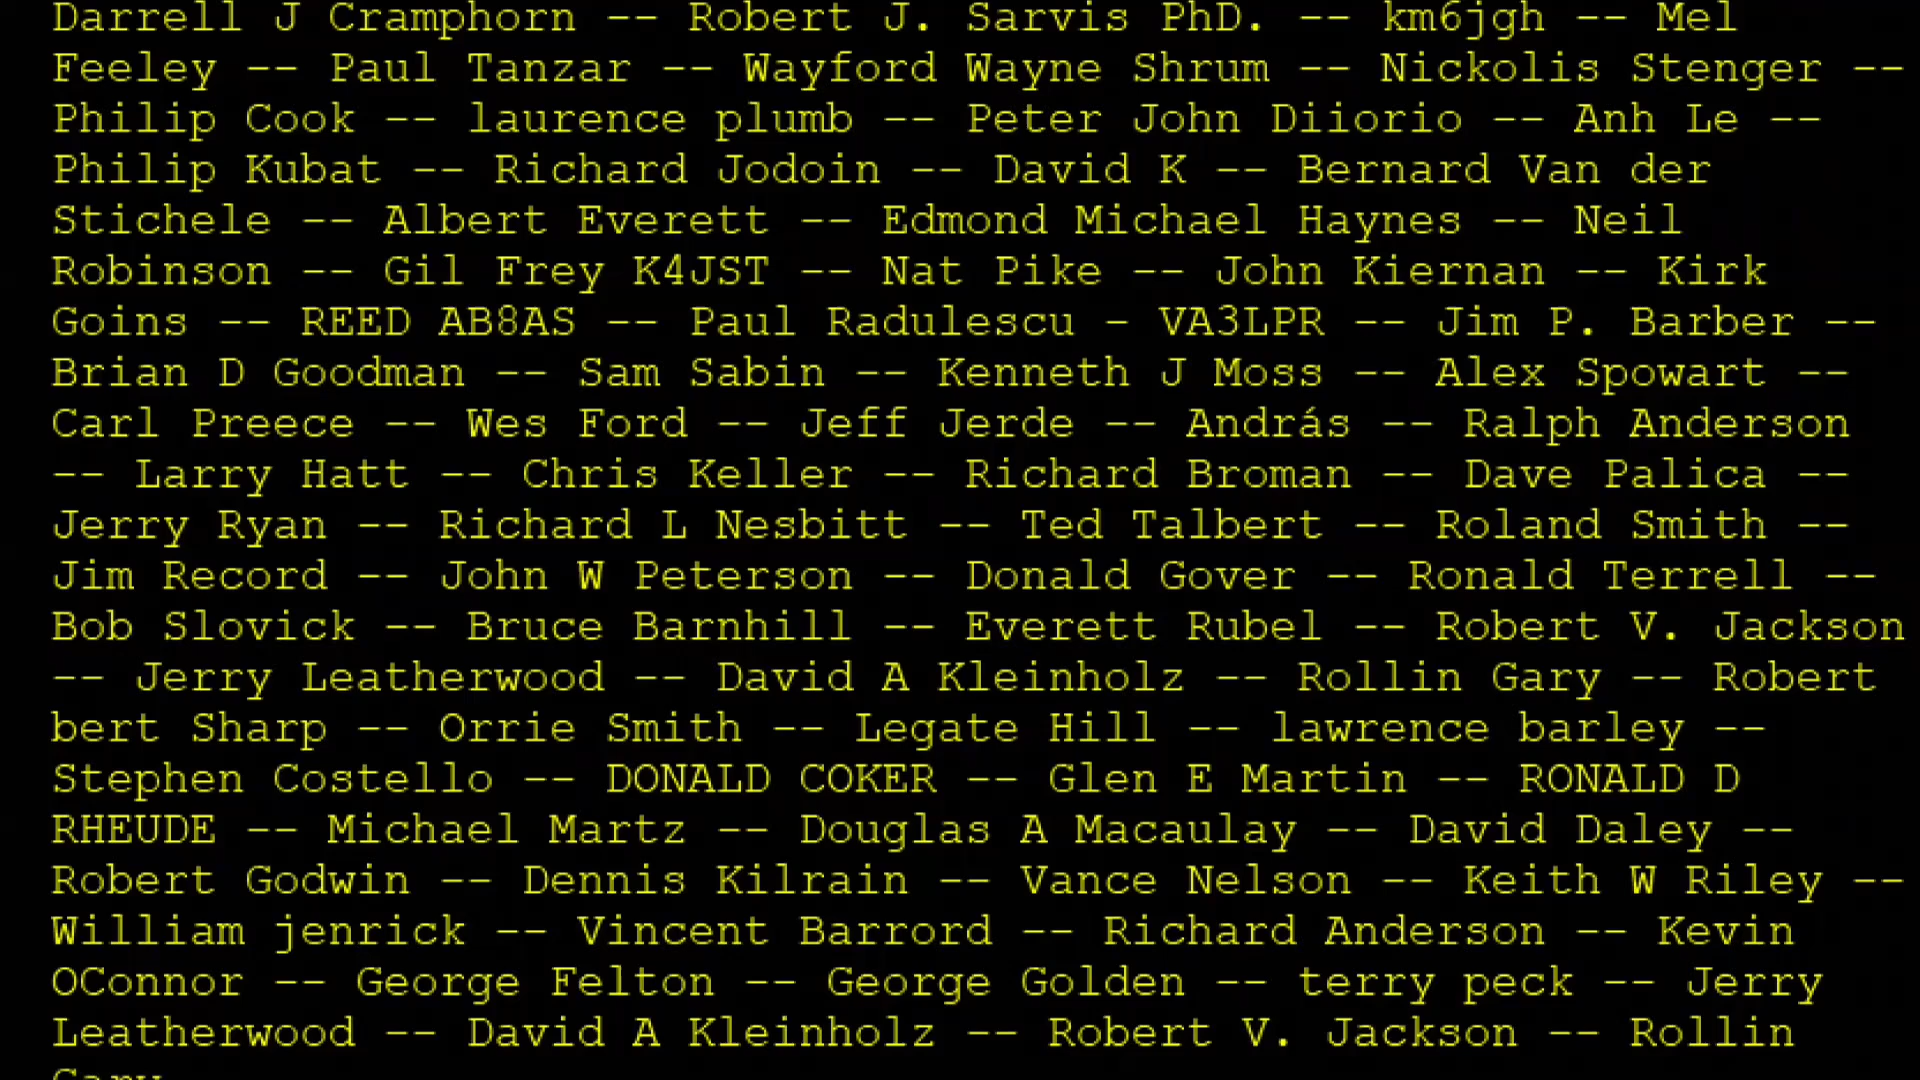 Darrell J Cramphorn -- Robert J. Sarvis PhD. -- km6jgh -- Mel
Feeley -- Paul Tanzar -- Wayford Wayne Shrum -- Nickolis Stenger --
Philip Cook -- laurence plumb -- Peter John Diiorio -- Anh Le --
Philip Kubat -- Richard Jodoin -- David K -- Bernard Van der
Stichele -- Albert Everett -- Edmond Michael Haynes -- Neil
Robinson -- Gil Frey K4JST -- Nat Pike -- John Kiernan -- Kirk
Goins -- REED AB8AS -- Paul Radulescu - VA3LPR -- Jim P. Barber --
Brian D Goodman -- Sam Sabin -- Kenneth J Moss -- Alex Spowart --
Carl Preece -- Wes Ford -- Jeff Jerde -- András -- Ralph Anderson
-- Larry Hatt -- Chris Keller -- Richard Broman -- Dave Palica --
Jerry Ryan -- Richard L Nesbitt -- Ted Talbert -- Roland Smith --
Jim Record -- John W Peterson -- Donald Gover -- Ronald Terrell --
Bob Slovick -- Bruce Barnhill -- Everett Rubel -- Robert V. Jackson
-- Jerry Leatherwood -- David A Kleinholz -- Rollin Gary -- Robert
bert Sharp -- Orrie Smith -- Legate Hill -- lawrence barley --
Stephen Costello -- DONALD COKER -- Glen E Martin -- RONALD D
RHEUDE -- Michael Martz -- Douglas A Macaulay -- David Daley --
Robert Godwin -- Dennis Kilrain -- Vance Nelson -- Keith W Riley --
William jenrick -- Vincent Barrord -- Richard Anderson -- Kevin
OConnor -- George Felton -- George Golden -- terry peck -- Jerry
Leatherwood -- David A Kleinholz -- Robert V. Jackson -- Rollin